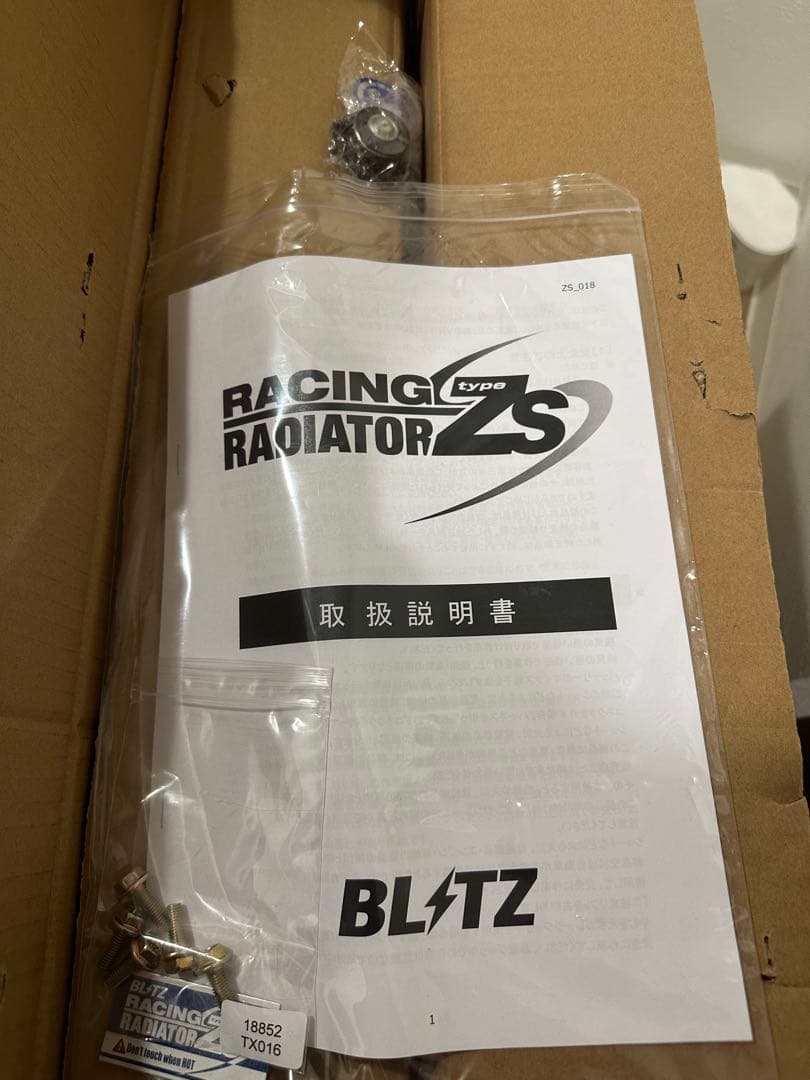 ZS_018
RACING type
RADIATOR ZS
取扱説明書
BLITZ
1
BLITZ
RACING type
RADIATOR
Don't touch when HOT
18852
TX016